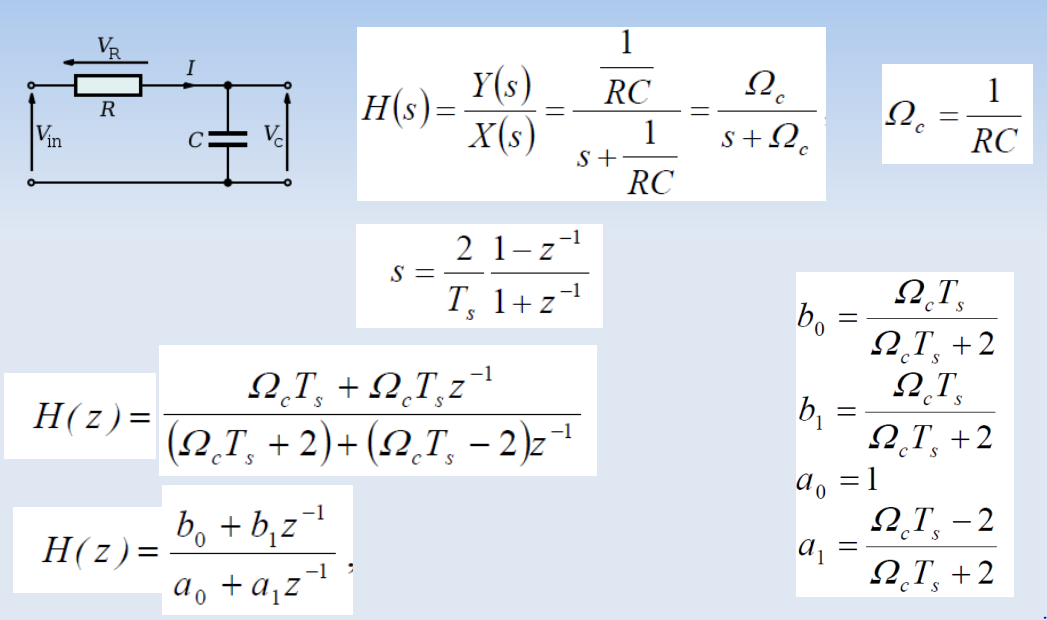 V_R
I
R
V_in
C
V_c
H(s) = Y(s)/X(s) = (1/RC)/(s + 1/RC) = Ω_c/(s + Ω_c)
Ω_c = 1/RC
s = (2/T_s) (1 − z^{−1})/(1 + z^{−1})
H(z) = (Ω_cT_s + Ω_cT_s z^{−1})/((Ω_cT_s + 2) + (Ω_cT_s − 2)z^{−1})
H(z) = (b_0 + b_1z^{−1})/(a_0 + a_1z^{−1}) ,
b_0 = Ω_cT_s/(Ω_cT_s + 2)
b_1 = Ω_cT_s/(Ω_cT_s + 2)
a_0 = 1
a_1 = (Ω_cT_s − 2)/(Ω_cT_s + 2)